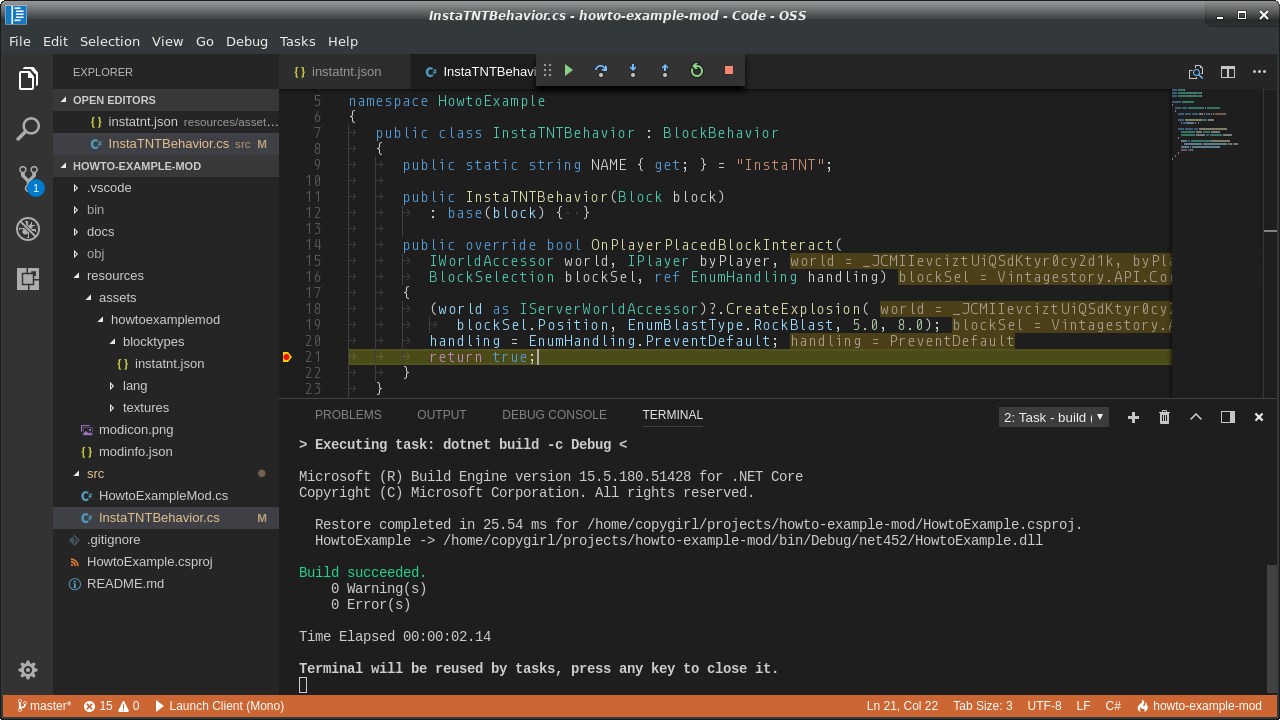 InstaTNTBehavior.cs - howto-example-mod - Code - OSS
File Edit Selection View Go Debug Tasks Help
EXPLORER
OPEN EDITORS
instatnt.json resources/asset…
InstaTNTBehavior.cs src M
HOWTO-EXAMPLE-MOD
.vscode
bin
docs
obj
resources
assets
howtoexamplemod
blocktypes
instatnt.json
lang
textures
modicon.png
modinfo.json
src
HowtoExampleMod.cs
InstaTNTBehavior.cs M
.gitignore
HowtoExample.csproj
README.md
1
instatnt.json InstaTNTBehavi
5 namespace HowtoExample
6 {
7 public class InstaTNTBehavior : BlockBehavior
8 {
9 public static string NAME { get; } = "InstaTNT";
10
11 public InstaTNTBehavior(Block block)
12 : base(block) { }
13
14 public override bool OnPlayerPlacedBlockInteract(
15 IWorldAccessor world, IPlayer byPlayer, world = _JCMIIevciztUiQSdKtyr0cy2d1k, byPla
16 BlockSelection blockSel, ref EnumHandling handling) blockSel = Vintagestory.API.Co
17 {
18 (world as IServerWorldAccessor)?.CreateExplosion( world = _JCMIIevciztUiQSdKtyr0cy
19 blockSel.Position, EnumBlastType.RockBlast, 5.0, 8.0); blockSel = Vintagestory.A
20 handling = EnumHandling.PreventDefault; handling = PreventDefault
21 return true;
22 }
23 }
PROBLEMS OUTPUT DEBUG CONSOLE TERMINAL 2: Task - build (
> Executing task: dotnet build -c Debug <
Microsoft (R) Build Engine version 15.5.180.51428 for .NET Core
Copyright (C) Microsoft Corporation. All rights reserved.
Restore completed in 25.54 ms for /home/copygirl/projects/howto-example-mod/HowtoExample.csproj.
HowtoExample -> /home/copygirl/projects/howto-example-mod/bin/Debug/net452/HowtoExample.dll
Build succeeded.
0 Warning(s)
0 Error(s)
Time Elapsed 00:00:02.14
Terminal will be reused by tasks, press any key to close it.
master* 15 0 Launch Client (Mono) Ln 21, Col 22 Tab Size: 3 UTF-8 LF C# howto-example-mod